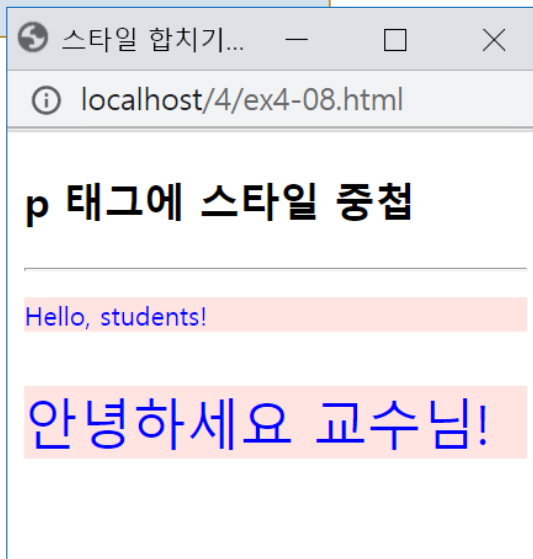 스타일 합치기...
localhost/4/ex4-08.html
p 태그에 스타일 중첩
Hello, students!
안녕하세요 교수님!